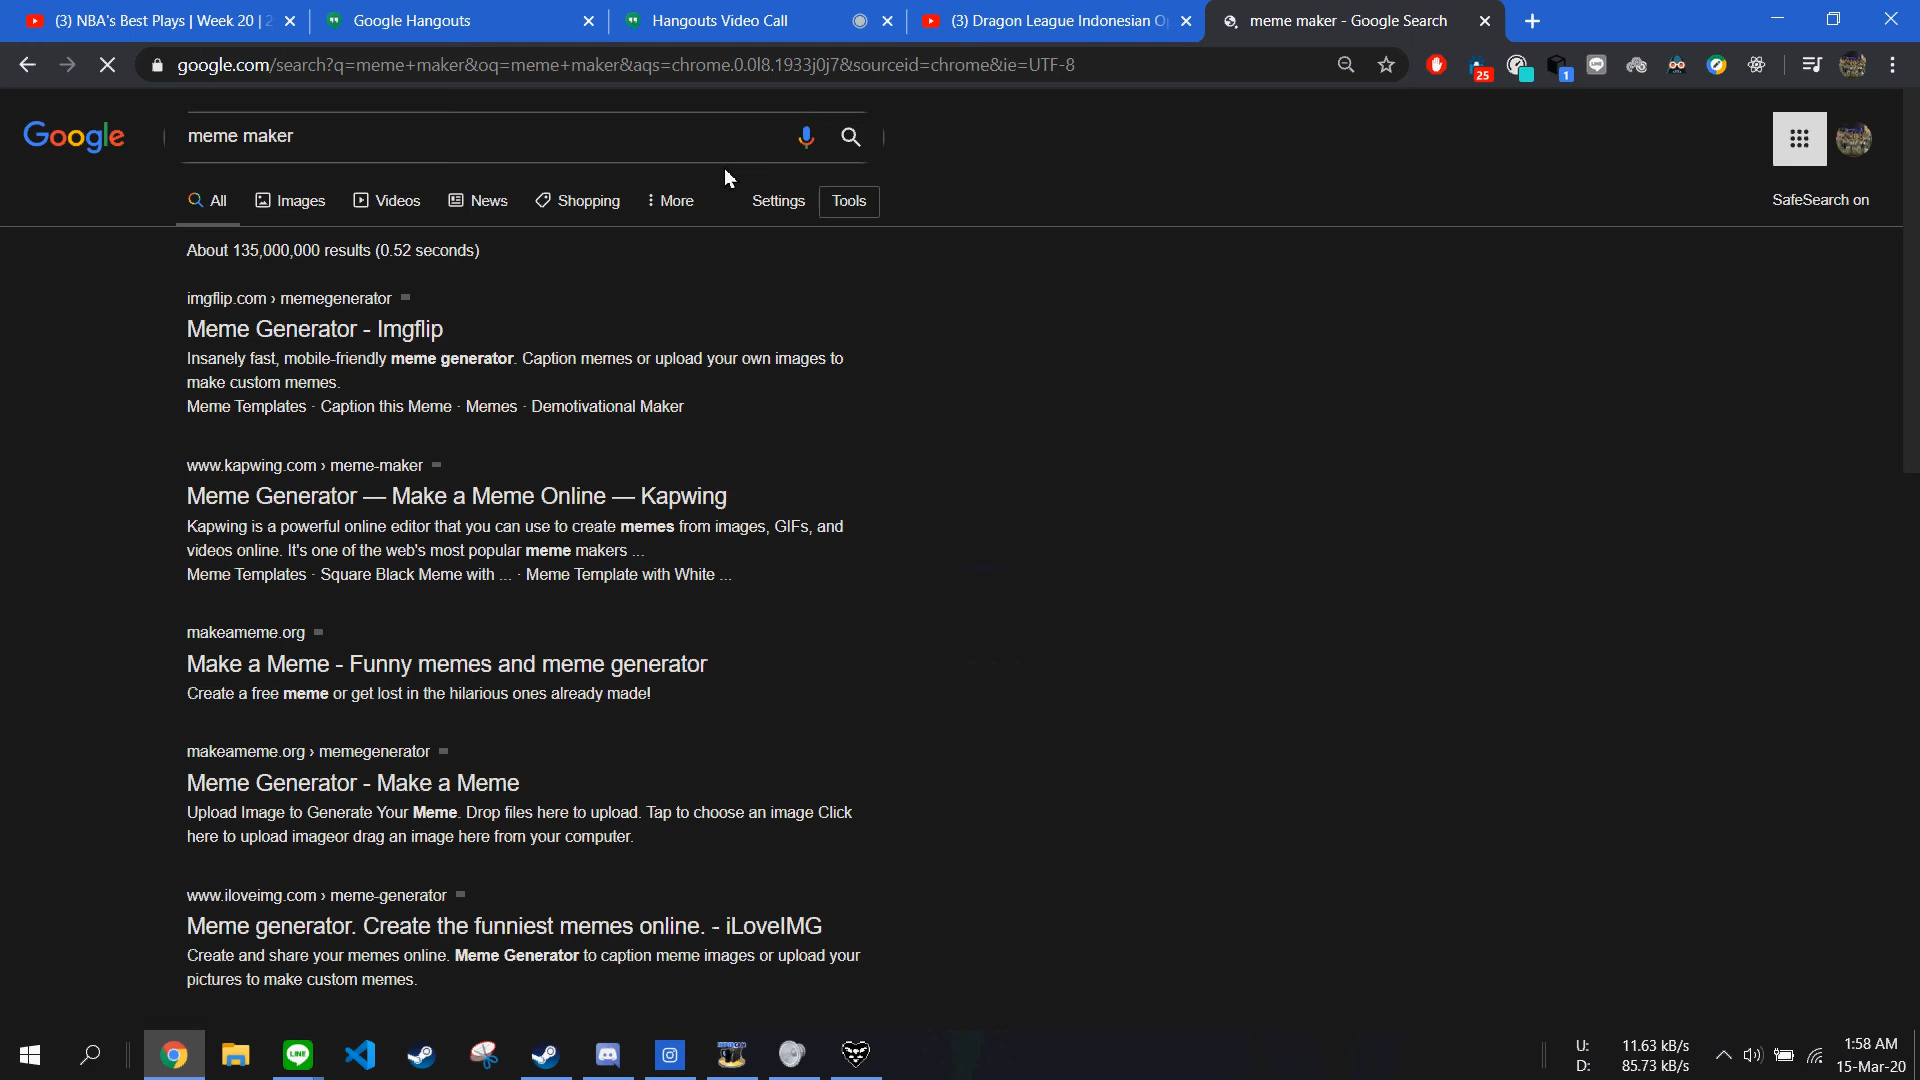 (3) NBA's Best Plays | Week 20 | 2
Google Hangouts
Hangouts Video Call
(3) Dragon League Indonesian O
meme maker - Google Search
google.com/search?q=meme+maker&oq=meme+maker&aqs=chrome.0.0l8.1933j0j7&sourceid=chrome&ie=UTF-8
25
1
Google
meme maker
All
Images
Videos
News
Shopping
More
Settings
Tools
SafeSearch on
About 135,000,000 results (0.52 seconds)
imgflip.com › memegenerator
Meme Generator - Imgflip
Insanely fast, mobile-friendly meme generator. Caption memes or upload your own images to
make custom memes.
Meme Templates · Caption this Meme · Memes · Demotivational Maker
www.kapwing.com › meme-maker
Meme Generator — Make a Meme Online — Kapwing
Kapwing is a powerful online editor that you can use to create memes from images, GIFs, and
videos online. It's one of the web's most popular meme makers ...
Meme Templates · Square Black Meme with ... · Meme Template with White ...
makeameme.org
Make a Meme - Funny memes and meme generator
Create a free meme or get lost in the hilarious ones already made!
makeameme.org › memegenerator
Meme Generator - Make a Meme
Upload Image to Generate Your Meme. Drop files here to upload. Tap to choose an image Click
here to upload imageor drag an image here from your computer.
www.iloveimg.com › meme-generator
Meme generator. Create the funniest memes online. - iLoveIMG
Create and share your memes online. Meme Generator to caption meme images or upload your
pictures to make custom memes.
LINE
U: 11.63 kB/s
D: 85.73 kB/s
1:58 AM
15-Mar-20